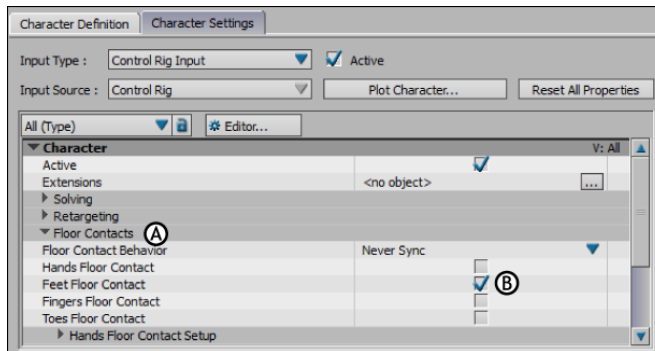 Character Definition Character Settings
Input Type : Control Rig Input Active
Input Source : Control Rig Plot Character... Reset All Properties
All (Type) Editor...
Character V: All
Active
Extensions <no object> ...
Solving
Retargeting
Floor Contacts A
Floor Contact Behavior Never Sync
Hands Floor Contact
Feet Floor Contact B
Fingers Floor Contact
Toes Floor Contact
Hands Floor Contact Setup